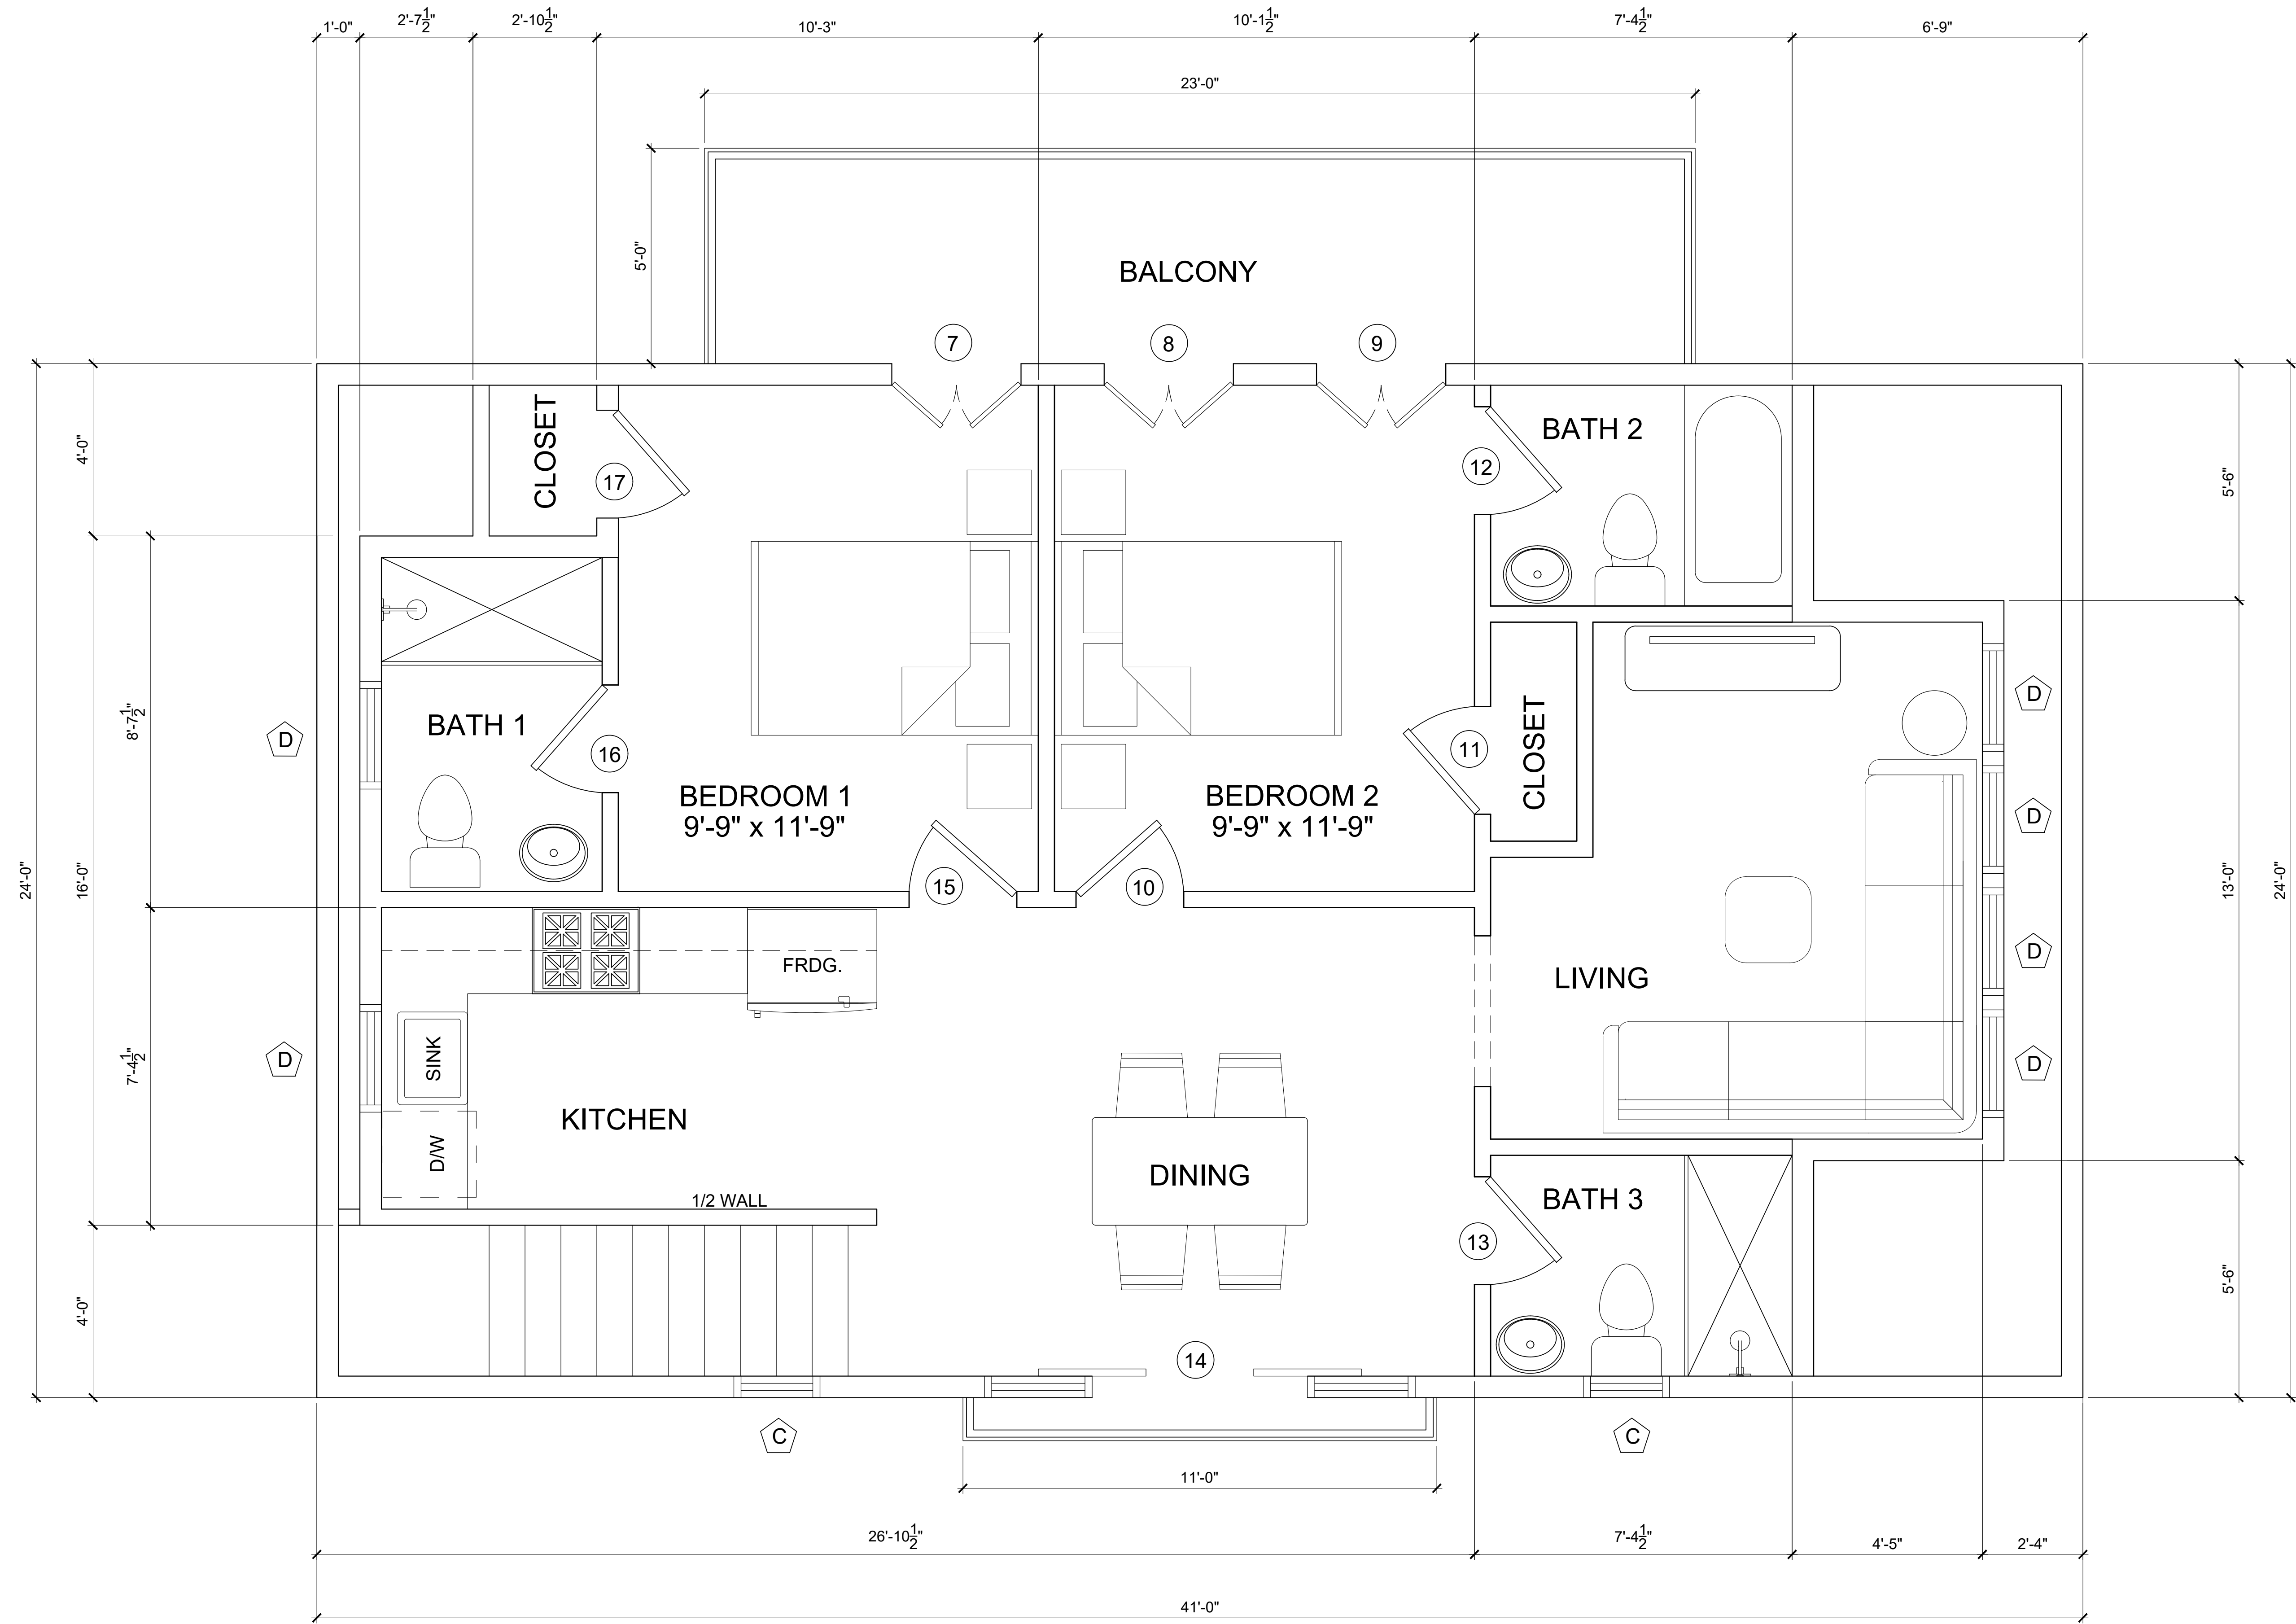 1'-0" 2'-7 1/2" 2'-10 1/2" 10'-3" 10'-1 1/2" 7'-4 1/2" 6'-9"
23'-0"
5'-0"
BALCONY
7 8 9
CLOSET
17
12
BATH 2
4'-0"
5'-6"
8'-7 1/2"
D
BATH 1
16
BEDROOM 1
9'-9" x 11'-9"
BEDROOM 2
9'-9" x 11'-9"
11
CLOSET
D
D
15
10
24'-0"
16'-0"
13'-0"
24'-0"
FRDG.
LIVING
D
7'-4 1/2"
D
SINK
D
KITCHEN
D/W
DINING
1/2 WALL
BATH 3
13
4'-0"
5'-6"
14
C
C
11'-0"
26'-10 1/2" 7'-4 1/2" 4'-5" 2'-4"
41'-0"